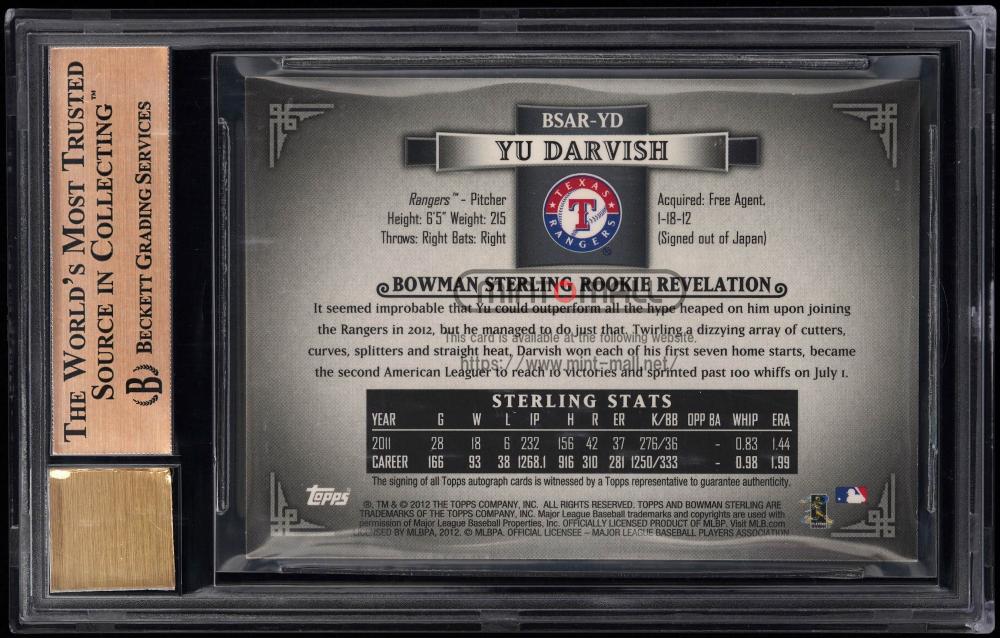 THE WORLD'S MOST TRUSTED
SOURCE IN COLLECTING™
BECKETT GRADING SERVICES
B
BSAR-YD
YU DARVISH
Rangers™ - Pitcher
Height: 6'5" Weight: 215
Throws: Right Bats: Right
TEXAS
T
RANGERS
®
Acquired: Free Agent,
1-18-12
(Signed out of Japan)
BOWMAN STERLING ROOKIE REVELATION
MINT MALL
It seemed improbable that Yu could outperform all the hype heaped on him upon joining
the Rangers in 2012, but he managed to do just that. Twirling a dizzying array of cutters,
This card is available at the following website.
curves, splitters and straight heat, Darvish won each of his first seven home starts, became
https://www.mint-mall.net/
the second American Leaguer to reach 10 victories and sprinted past 100 whiffs on July 1.
STERLING STATS
YEAR G W L IP H R ER K/BB OPP BA WHIP ERA
2011 28 18 6 232 156 42 37 276/36 - 0.83 1.44
CAREER 166 93 38 1268.1 916 310 281 1250/333 - 0.98 1.99
The signing of all Topps autograph cards is witnessed by a Topps representative to guarantee authenticity.
Topps
®, TM & © 2012 THE TOPPS COMPANY, INC. ALL RIGHTS RESERVED. TOPPS AND BOWMAN STERLING ARE
TRADEMARKS OF THE TOPPS COMPANY, INC. Major League Baseball trademarks and copyrights are used with
permission of Major League Baseball Properties, Inc. OFFICIALLY LICENSED PRODUCT OF MLBP. Visit MLB.com
LICENSED BY MLBPA, 2012. © MLBPA. OFFICIAL LICENSEE – MAJOR LEAGUE BASEBALL PLAYERS ASSOCIATION